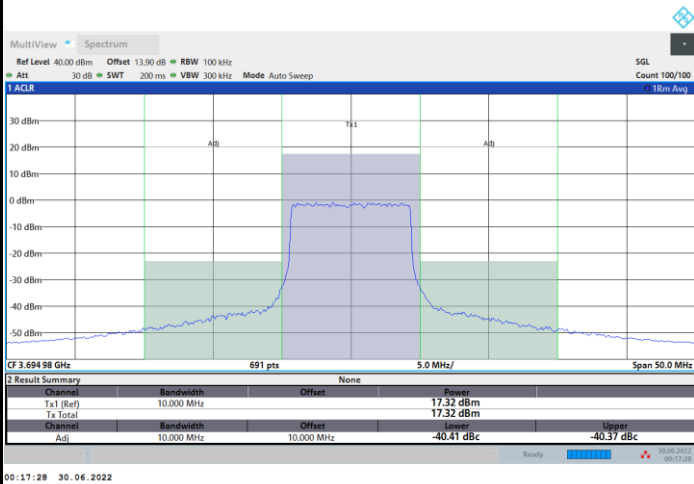 MultiView Spectrum
Ref Level 40.00 dBm Offset 13.90 dB RBW 100 kHz SGL
Att 30 dB SWT 200 ms VBW 300 kHz Mode Auto Sweep Count 100/100
1 ACLR 1Rm Avg
30 dBm
Tx1
20 dBm
Adj Adj
10 dBm
0 dBm
-10 dBm
-20 dBm
-30 dBm
-40 dBm
-50 dBm
CF 3.694 98 GHz 691 pts 5.0 MHz/ Span 50.0 MHz
2 Result Summary None
Channel Bandwidth Offset Power
Tx1 (Ref) 10.000 MHz 17.32 dBm
Tx Total 17.32 dBm
Channel Bandwidth Offset Lower Upper
Adj 10.000 MHz 10.000 MHz -40.41 dBc -40.37 dBc
Ready 30.06.2022
00:17:28
00:17:28 30.06.2022